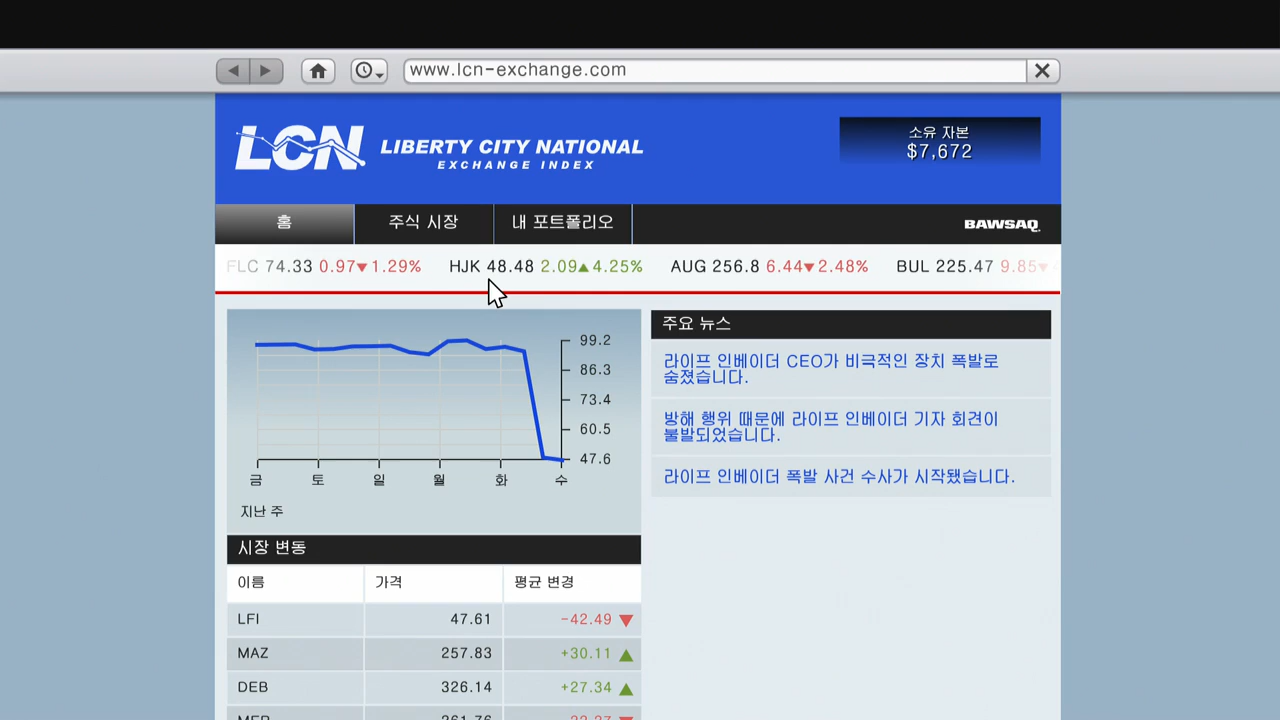 www.lcn-exchange.com
LCN LIBERTY CITY NATIONAL
EXCHANGE INDEX
소유 자본
$7,672
홈 주식 시장 내 포트폴리오 BAWSAQ
FLC 74.33 0.97▼1.29% HJK 48.48 2.09▲4.25% AUG 256.8 6.44▼2.48% BUL 225.47 9.85▼
99.2
86.3
73.4
60.5
47.6
금 토 일 월 화 수
지난 주
주요 뉴스
라이프 인베이더 CEO가 비극적인 장치 폭발로
숨졌습니다.
방해 행위 때문에 라이프 인베이더 기자 회견이
불발되었습니다.
라이프 인베이더 폭발 사건 수사가 시작됐습니다.
시장 변동
이름 가격 평균 변경
LFI 47.61 -42.49 ▼
MAZ 257.83 +30.11 ▲
DEB 326.14 +27.34 ▲